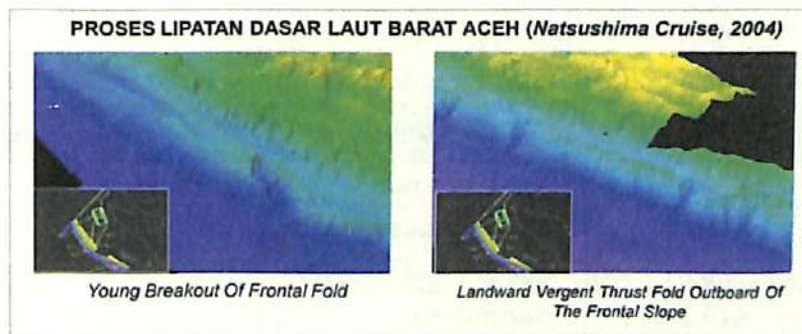 PROSES LIPATAN DASAR LAUT BARAT ACEH (Natsushima Cruise, 2004)
Young Breakout Of Frontal Fold
Landward Vergent Thrust Fold Outboard Of
The Frontal Slope